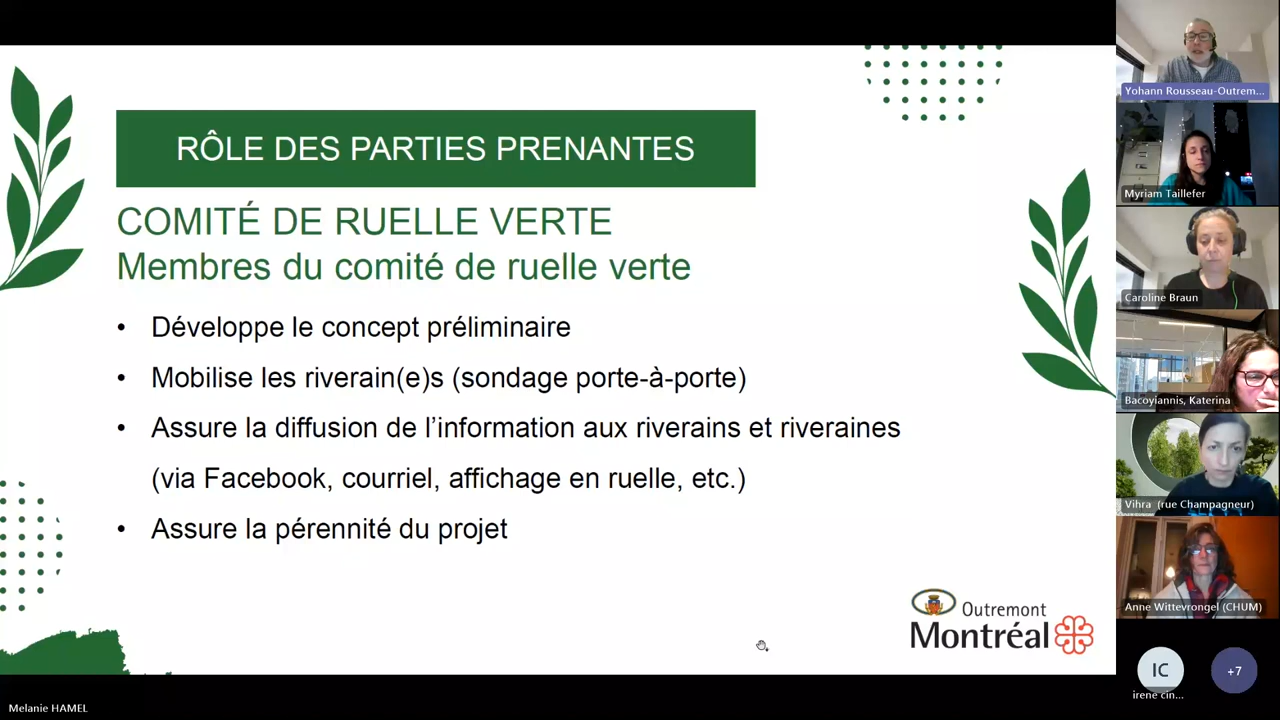 RÔLE DES PARTIES PRENANTES
COMITÉ DE RUELLE VERTE
Membres du comité de ruelle verte
• Développe le concept préliminaire
• Mobilise les riverain(e)s (sondage porte-à-porte)
• Assure la diffusion de l’information aux riverains et riveraines
(via Facebook, courriel, affichage en ruelle, etc.)
• Assure la pérennité du projet
Outremont
Montréal
Melanie HAMEL
Yohann Rousseau-Outrem...
Myriam Taillefer
Caroline Braun
Bacoyiannis, Katerina
Vihra (rue Champagneur)
Anne Wittevrongel (CHUM)
IC
irene cin...
+7